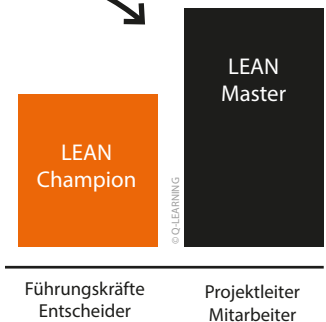 LEAN
Master
LEAN
Champion
© Q-LEARNING
Führungskräfte
Entscheider
Projektleiter
Mitarbeiter